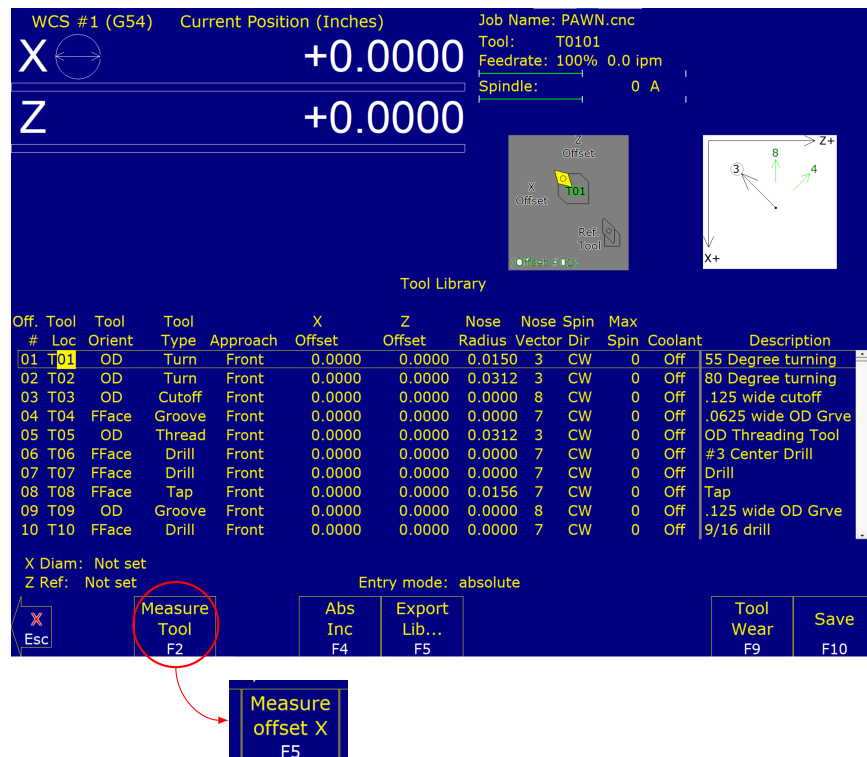 WCS #1 (G54) Current Position (Inches)
X +0.0000
Z +0.0000
Job Name: PAWN.cnc
Tool: T0101
Feedrate: 100% 0.0 ipm
Spindle: 0 A
Z
Offset
X
Offset
T01
Ref.
Tool
Z+
8
3
4
X+
Tool Library
Off. Tool Tool Tool X Z Nose Nose Spin Max
# Loc Orient Type Approach Offset Offset Radius Vector Dir Spin Coolant Description
01 T01 OD Turn Front 0.0000 0.0000 0.0150 3 CW 0 Off 55 Degree turning
02 T02 OD Turn Front 0.0000 0.0000 0.0312 3 CW 0 Off 80 Degree turning
03 T03 OD Cutoff Front 0.0000 0.0000 0.0000 8 CW 0 Off .125 wide cutoff
04 T04 FFace Groove Front 0.0000 0.0000 0.0000 7 CW 0 Off .0625 wide OD Grve
05 T05 OD Thread Front 0.0000 0.0000 0.0312 3 CW 0 Off OD Threading Tool
06 T06 FFace Drill Front 0.0000 0.0000 0.0000 7 CW 0 Off #3 Center Drill
07 T07 FFace Drill Front 0.0000 0.0000 0.0000 7 CW 0 Off Drill
08 T08 FFace Tap Front 0.0000 0.0000 0.0156 7 CW 0 Off Tap
09 T09 OD Groove Front 0.0000 0.0000 0.0000 8 CW 0 Off .125 wide OD Grve
10 T10 FFace Drill Front 0.0000 0.0000 0.0000 7 CW 0 Off 9/16 drill
X Diam: Not set
Z Ref: Not set Entry mode: absolute
X
Esc
Measure
Tool
F2
Abs
Inc
F4
Export
Lib...
F5
Tool
Wear
F9
Save
F10
Measure
offset X
F5